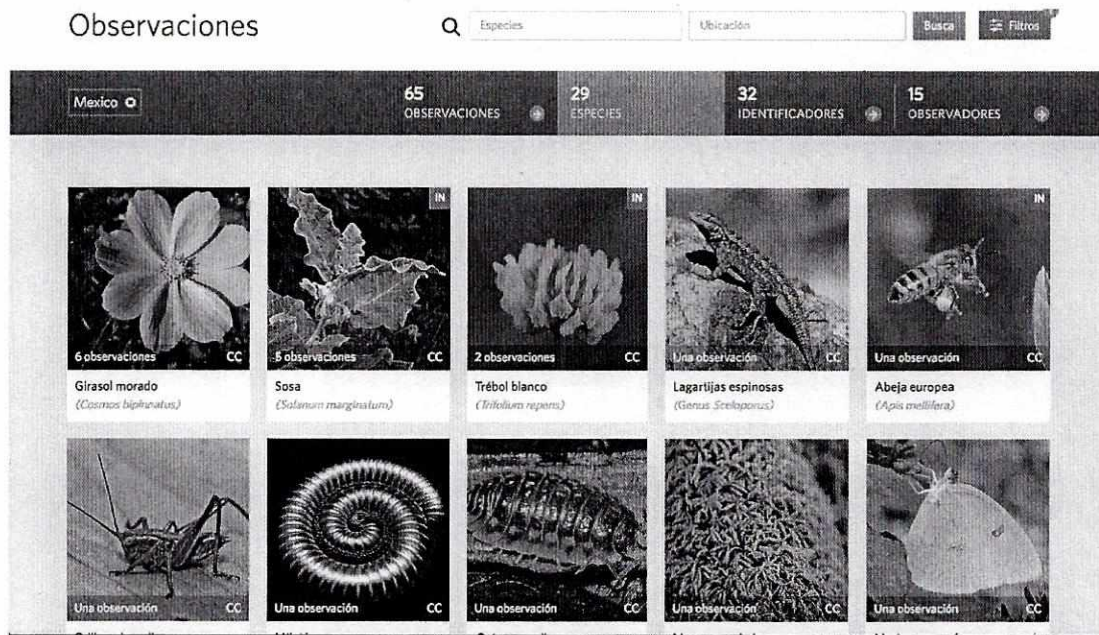 Observaciones
Especies
Ubicación
Busca
Filtros
Mexico
65
OBSERVACIONES
29
ESPECIES
32
IDENTIFICADORES
15
OBSERVADORES
6 observaciones CC
Girasol morado
(Cosmos bipinnatus)
IN
5 observaciones CC
Sosa
(Solanum marginatum)
IN
2 observaciones CC
Trébol blanco
(Trifolium repens)
Una observación CC
Lagartijas espinosas
(Genus Sceloporus)
IN
Una observación CC
Abeja europea
(Apis mellifera)
Una observación CC
Una observación CC
Una observación CC
Una observación CC
Una observación CC